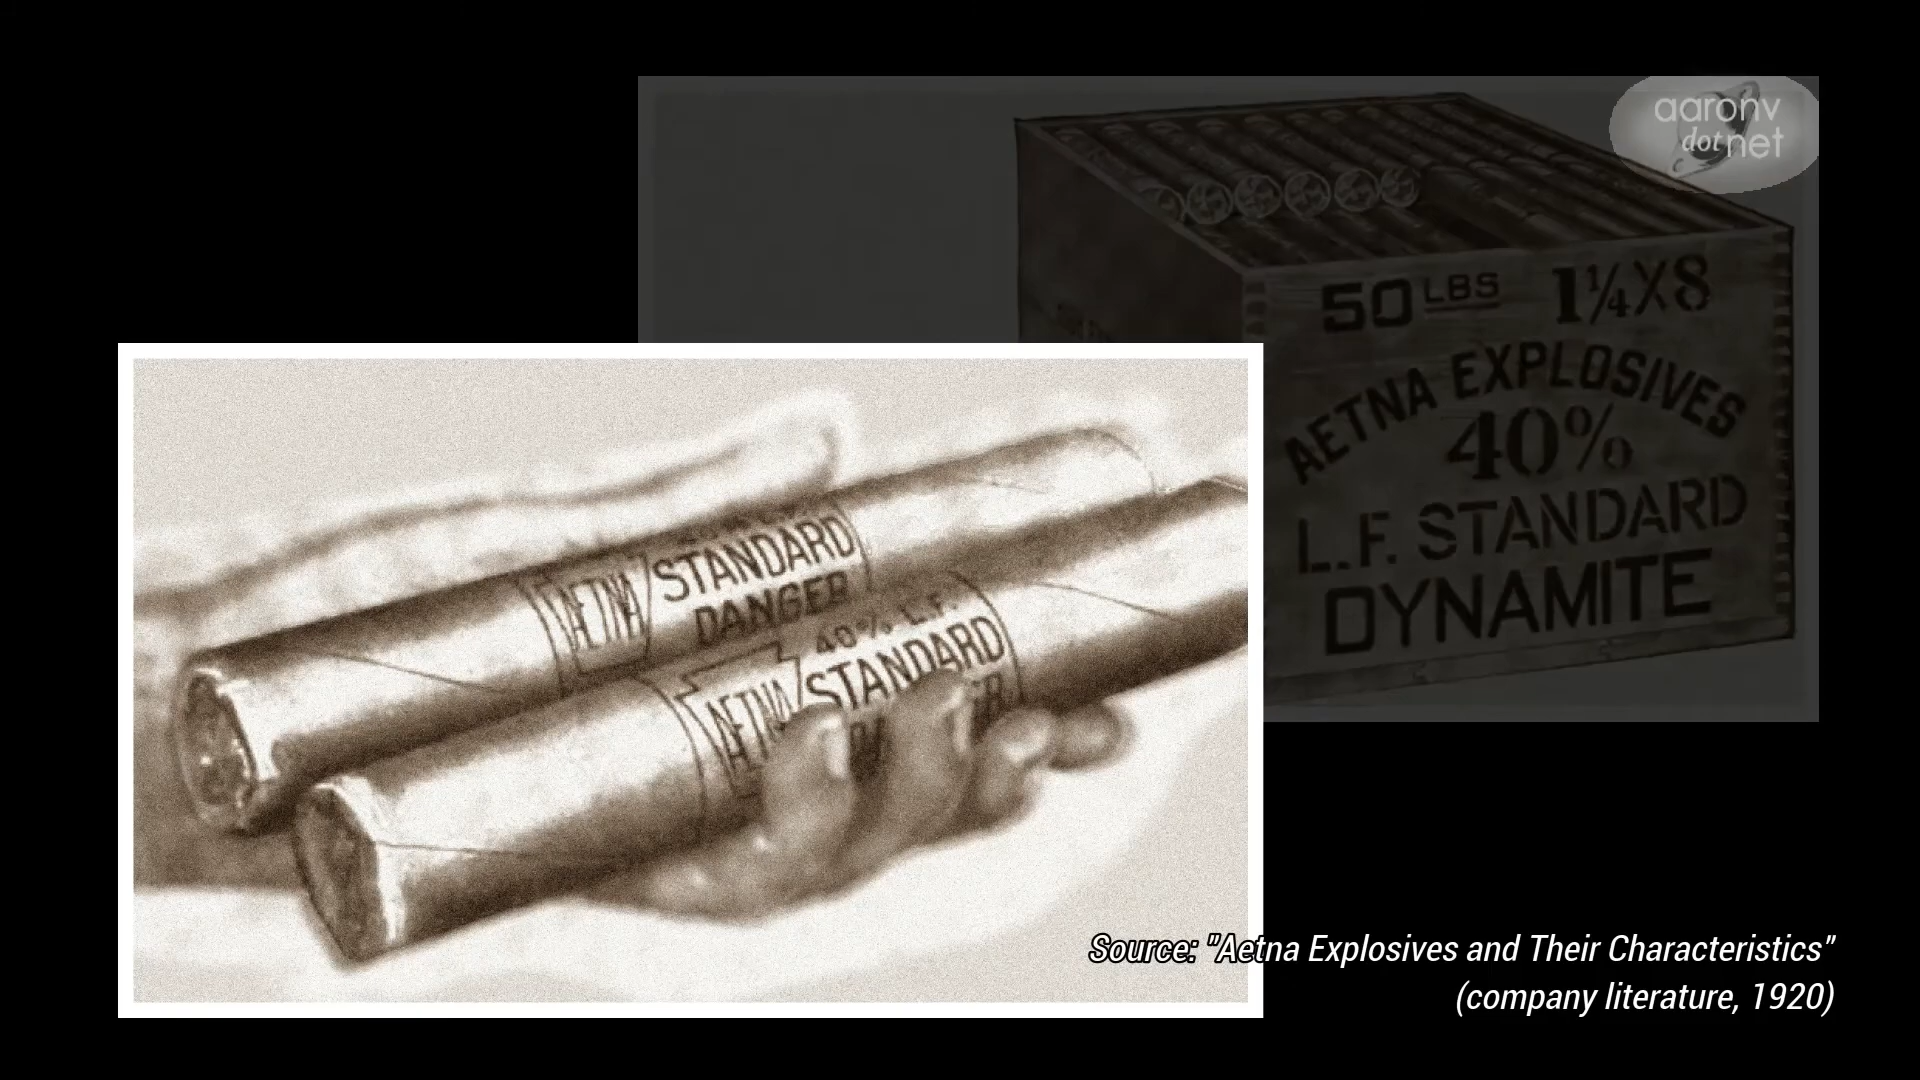 aaronv
dot net
50 LBS 1¼X8
AETNA EXPLOSIVES
40%
L.F. STANDARD
DYNAMITE
AETNA STANDARD
DANGER
40% L.F.
AETNA STANDARD
Source: "Aetna Explosives and Their Characteristics"
(company literature, 1920)